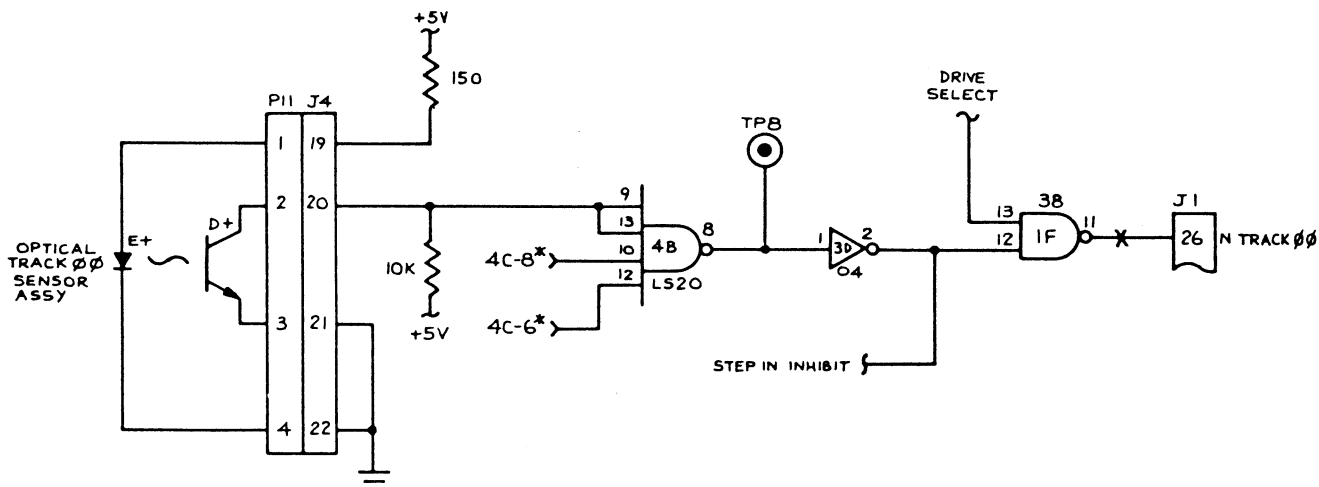 +5V
150
P11 J4
1 19
2 20
3 21
4 22
E+
D+
OPTICAL
TRACK ØØ
SENSOR
ASSY
10K
+5V
9
13
10
12
4B
LS20
8
4C-8*
4C-6*
TP8
1
3D
2
04
STEP IN INHIBIT
DRIVE
SELECT
13
12
38
1F
11
X
J1
26
N TRACK ØØ